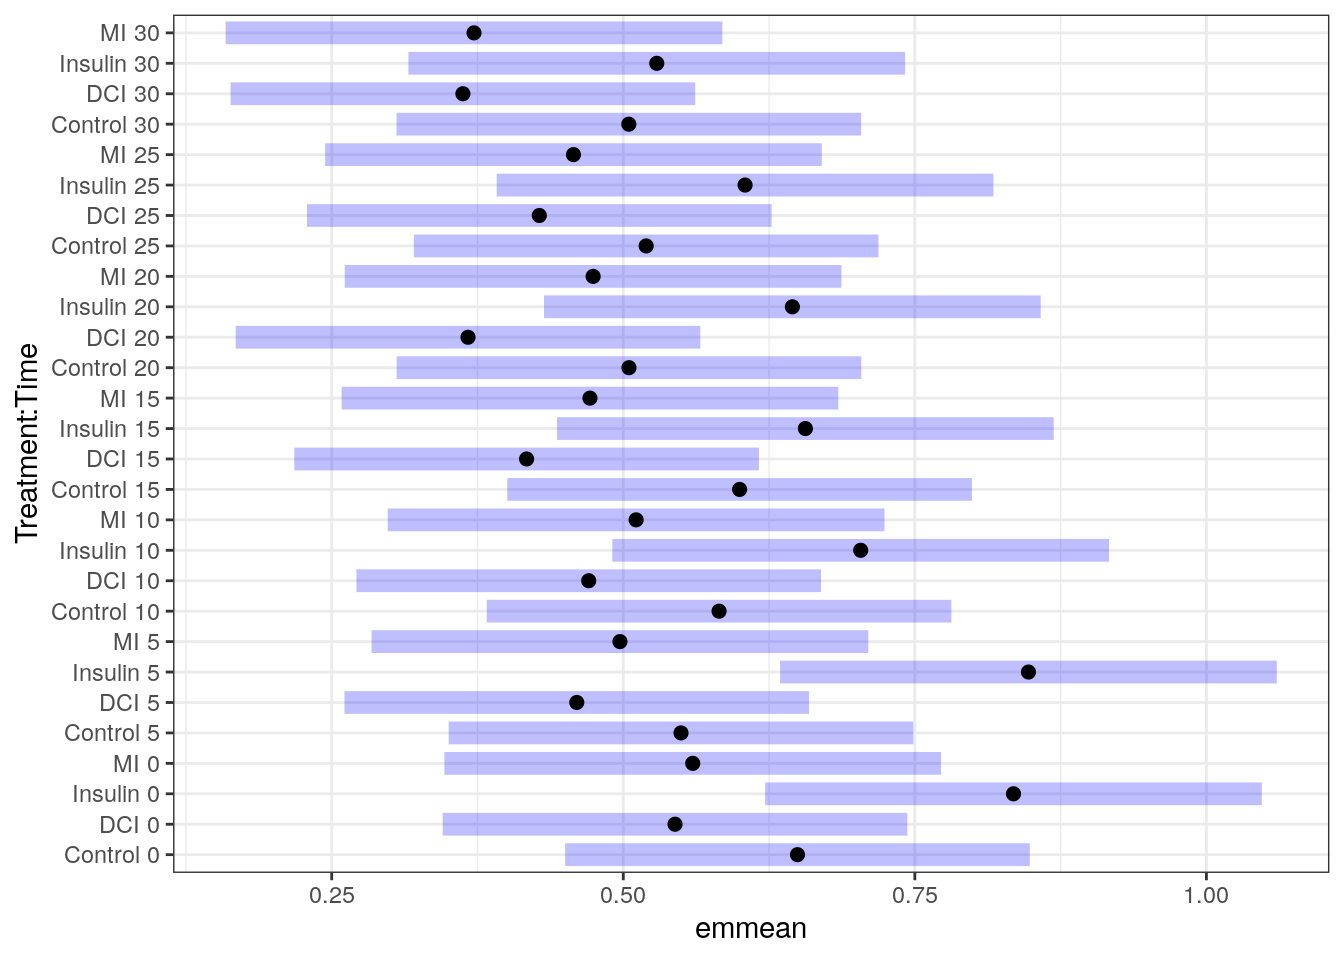 MI 30
Insulin 30
DCI 30
Control 30
MI 25
Insulin 25
DCI 25
Control 25
MI 20
Insulin 20
DCI 20
Control 20
MI 15
Insulin 15
DCI 15
Control 15
MI 10
Insulin 10
DCI 10
Control 10
MI 5
Insulin 5
DCI 5
Control 5
MI 0
Insulin 0
DCI 0
Control 0
Treatment:Time
0.25 0.50 0.75 1.00
emmean